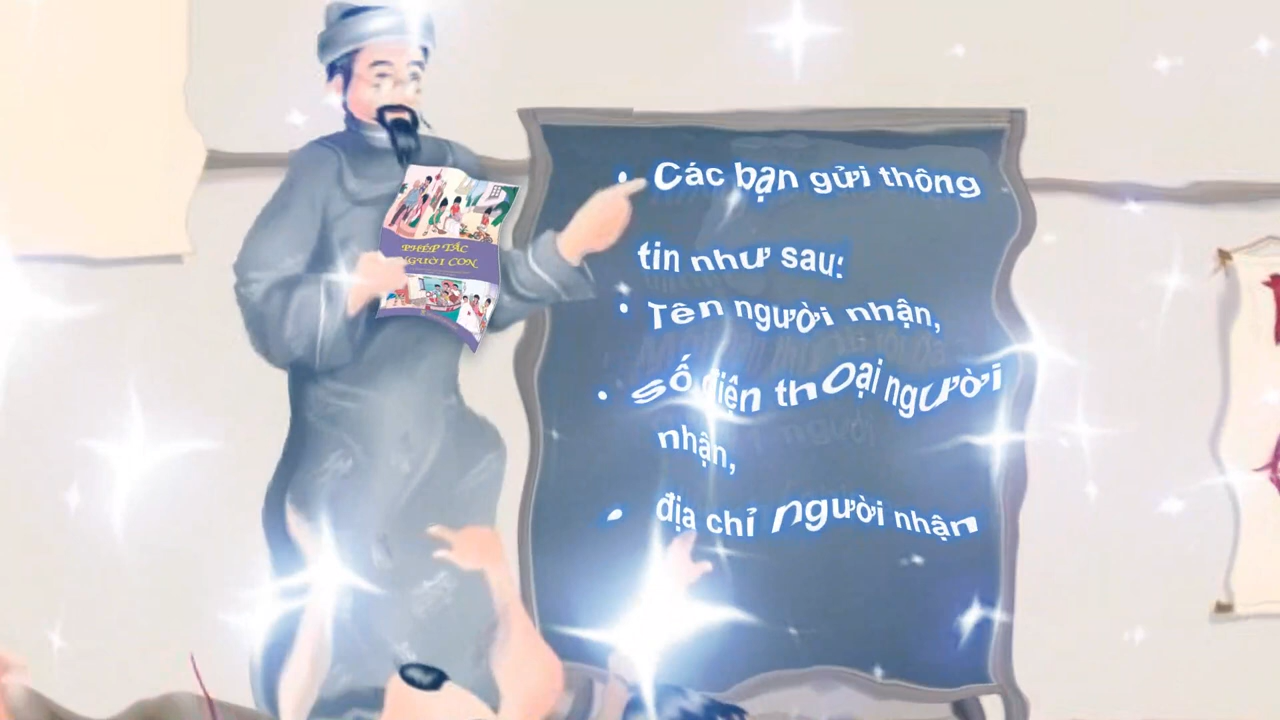 PHÉP TẮC
NGƯỜI CON
• Các bạn gửi thông
tin như sau:
• Tên người nhận,
• số điện thoại người
nhận,
• địa chỉ người nhận